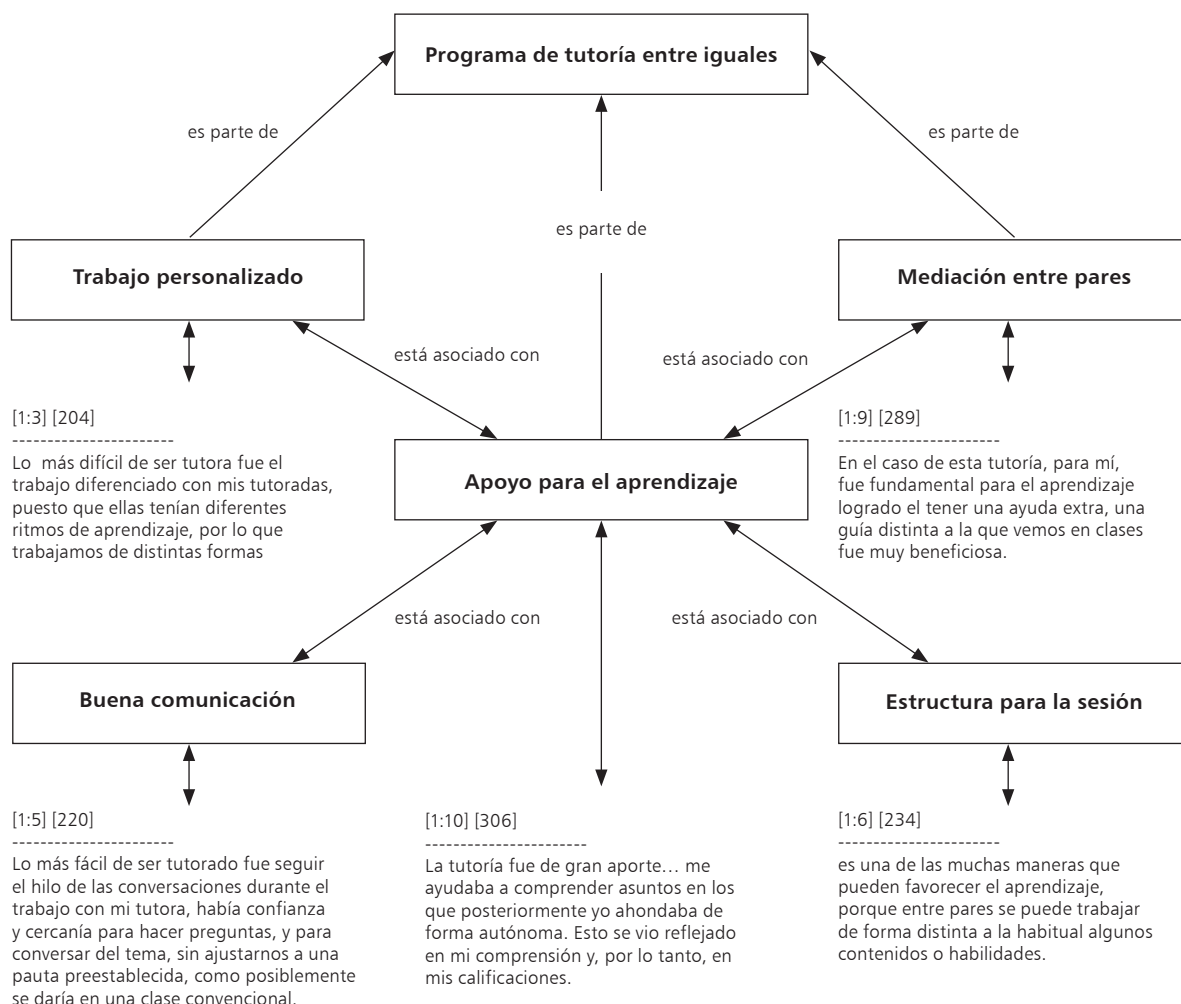 Programa de tutoría entre iguales
es parte de
es parte de
es parte de
Trabajo personalizado
Mediación entre pares
está asociado con
está asociado con
[1:3] [204]
-----------------------
Lo  más difícil de ser tutora fue el
trabajo diferenciado con mis tutoradas,
puesto que ellas tenían diferentes
ritmos de aprendizaje, por lo que
trabajamos de distintas formas
Apoyo para el aprendizaje
[1:9] [289]
-----------------------
En el caso de esta tutoría, para mí,
fue fundamental para el aprendizaje
logrado el tener una ayuda extra, una
guía distinta a la que vemos en clases
fue muy beneficiosa.
está asociado con
está asociado con
Buena comunicación
Estructura para la sesión
[1:5] [220]
-----------------------
Lo más fácil de ser tutorado fue seguir
el hilo de las conversaciones durante el
trabajo con mi tutora, había confianza
y cercanía para hacer preguntas, y para
conversar del tema, sin ajustarnos a una
pauta preestablecida, como posiblemente
se daría en una clase convencional.
[1:10] [306]
-----------------------
La tutoría fue de gran aporte… me
ayudaba a comprender asuntos en los
que posteriormente yo ahondaba de
forma autónoma. Esto se vio reflejado
en mi comprensión y, por lo tanto, en
mis calificaciones.
[1:6] [234]
-----------------------
es una de las muchas maneras que
pueden favorecer el aprendizaje,
porque entre pares se puede trabajar
de forma distinta a la habitual algunos
contenidos o habilidades.